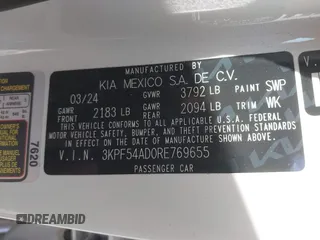 MANUFACTURED BY
KIA MEXICO S.A. DE C.V.
03/24 GVWR 3792 LB PAINT SWP
GAWR FRONT 2183 LB GAWR REAR 2094 LB TRIM WK
THIS VEHICLE CONFORMS TO ALL APPLICABLE FEDERAL
MOTOR VEHICLE SAFETY, BUMPER, AND THEFT PREVENTION
STANDARDS IN EFFECT ON THE DATE OF MANUFACTURE
SHOWN ABOVE.
V.I.N. 3KPF54AD0RE769655
PASSENGER CAR
7620
DREAMBID